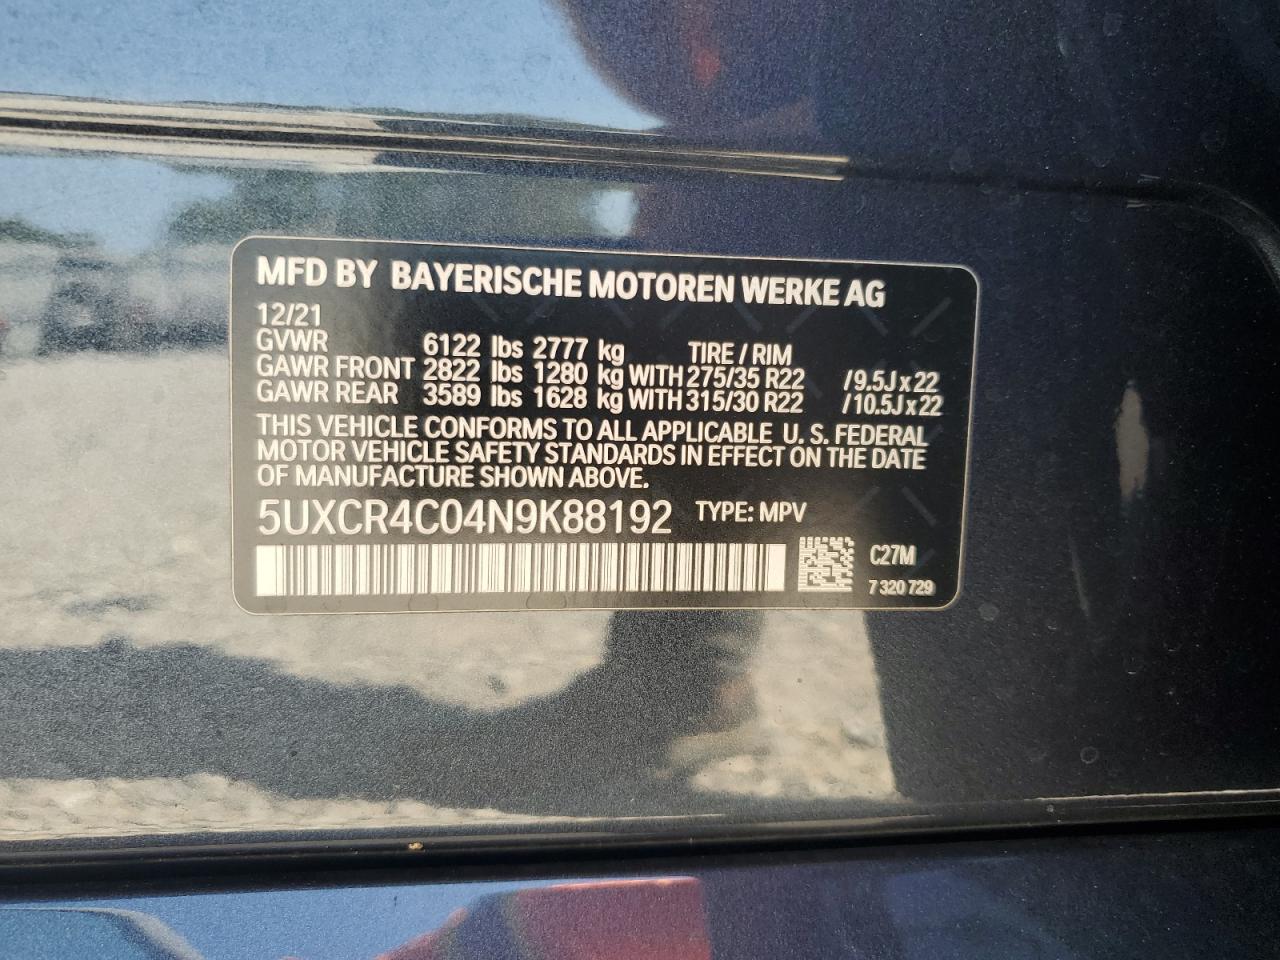 MFD BY BAYERISCHE MOTOREN WERKE AG
12/21
GVWR 6122 lbs 2777 kg TIRE / RIM
GAWR FRONT 2822 lbs 1280 kg WITH 275/35 R22 /9.5J x 22
GAWR REAR 3589 lbs 1628 kg WITH 315/30 R22 /10.5J x 22
THIS VEHICLE CONFORMS TO ALL APPLICABLE U. S. FEDERAL
MOTOR VEHICLE SAFETY STANDARDS IN EFFECT ON THE DATE
OF MANUFACTURE SHOWN ABOVE.
5UXCR4C04N9K88192 TYPE: MPV
C27M
7 320 729